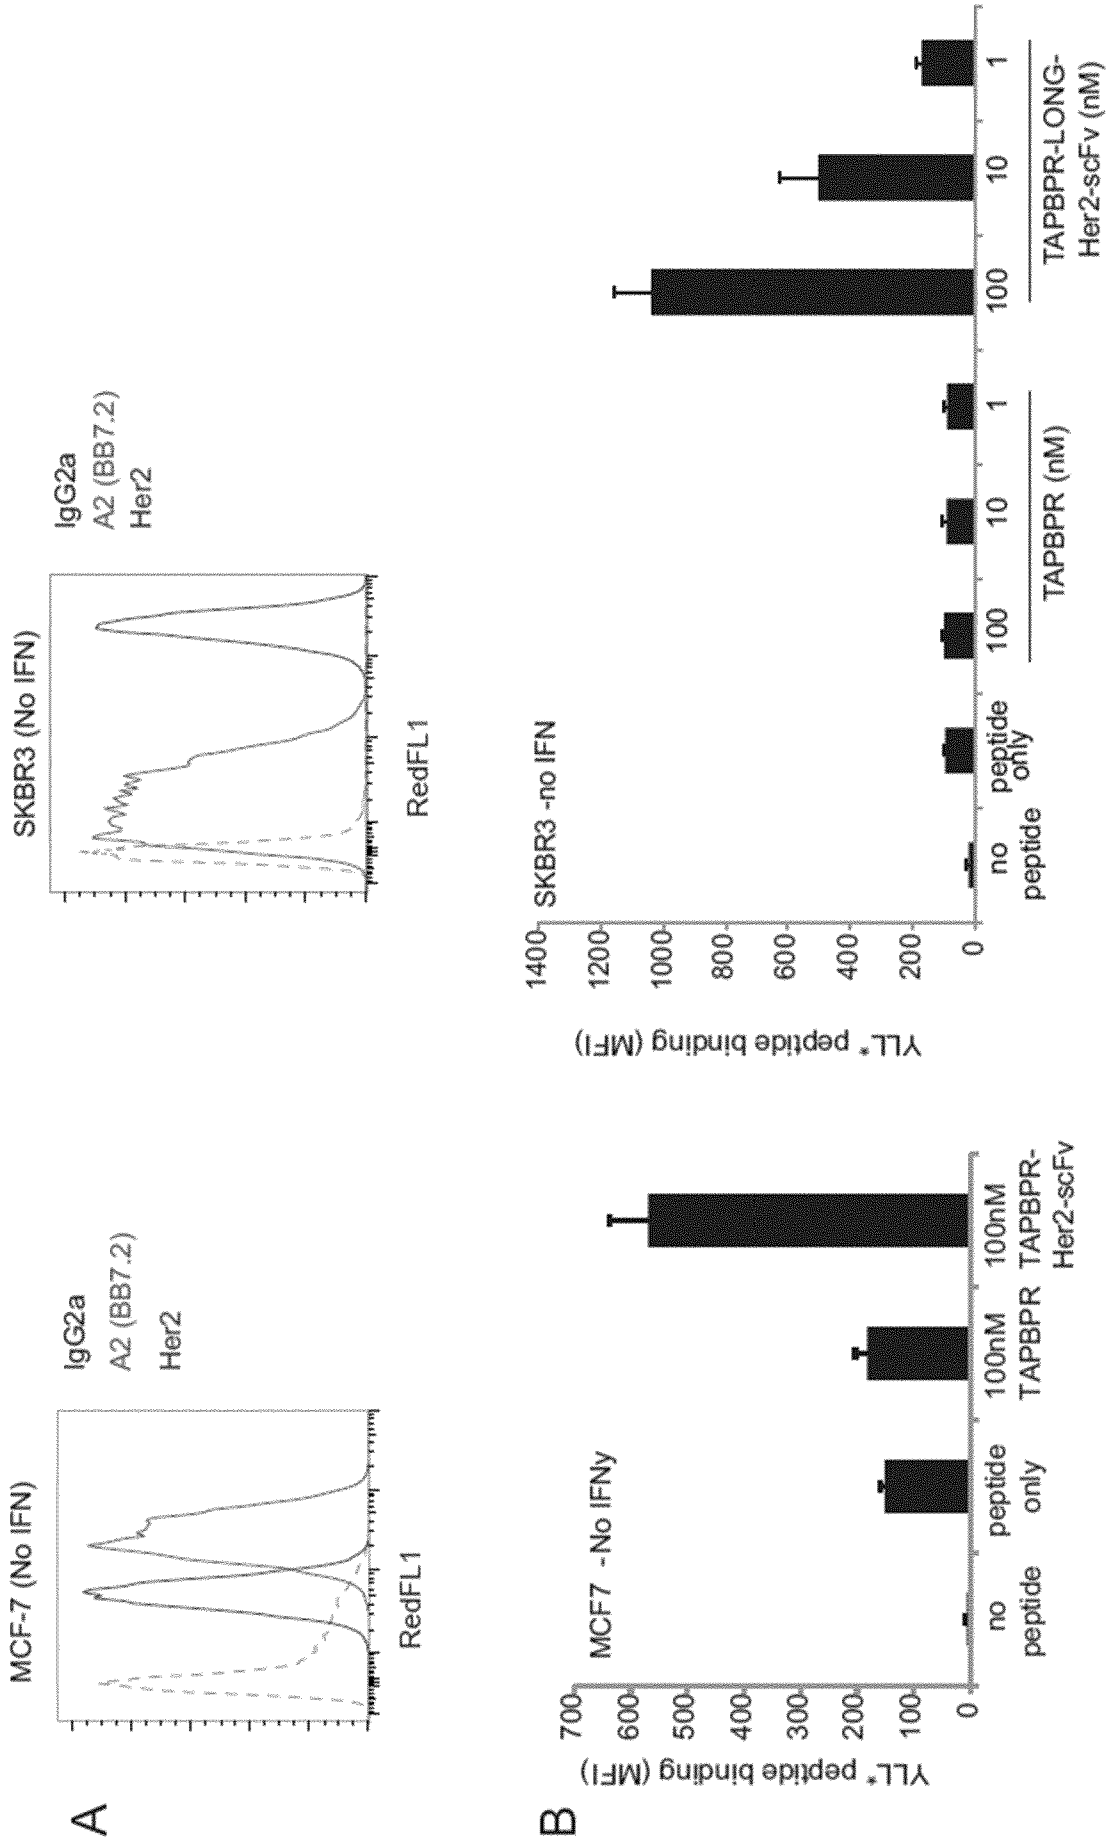 A
MCF-7 (No IFN)
IgG2a
A2 (BB7.2)
Her2
RedFL1
SKBR3 (No IFN)
IgG2a
A2 (BB7.2)
Her2
RedFL1
B
MCF7 - No IFNy
YLL* peptide binding (MFI)
700
600
500
400
300
200
100
0
no peptide
peptide only
100nM TAPBPR
100nM TAPBPR-Her2-scFv
SKBR3 -no IFN
YLL* peptide binding (MFI)
1400
1200
1000
800
600
400
200
0
no peptide
peptide only
100 10 1
TAPBPR (nM)
100 10 1
TAPBPR-LONG-
Her2-scFv (nM)